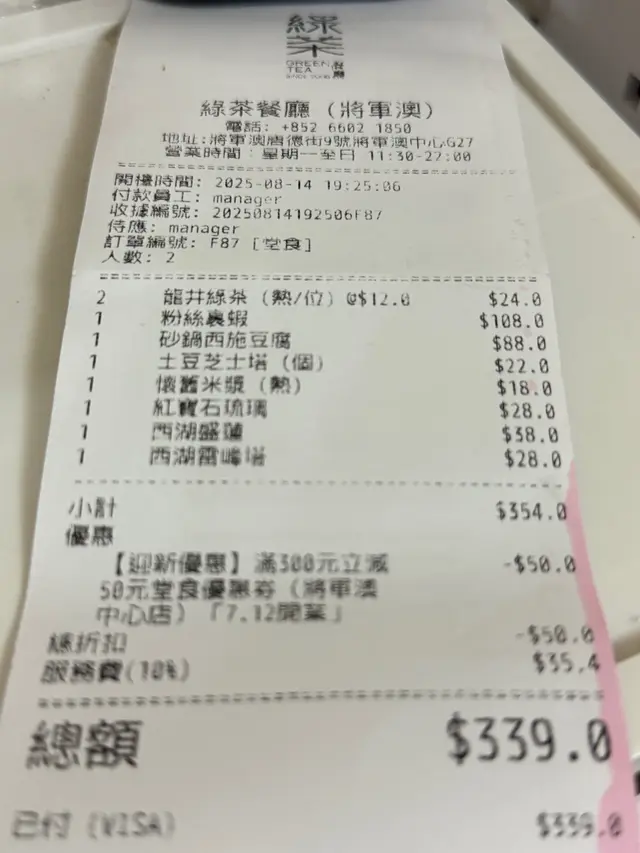 綠茶
GREEN TEA 餐廳
SINCE 2008
綠茶餐廳 (將軍澳)
電話: +852 6602 1850
地址:將軍澳唐德街9號將軍澳中心G27
營業時間: 星期一至日 11:30-22:00
開檯時間: 2025-08-14 19:25:06
付款員工: manager
收據編號: 20250814192506F87
侍應: manager
訂單編號: F87 [堂食]
人數: 2
2 龍井綠茶 (熱/位) @$12.0 $24.0
1 粉絲裹蝦 $108.0
1 砂鍋西施豆腐 $88.0
1 土豆芝士塔 (個) $22.0
1 懷舊米漿 (熱) $18.0
1 紅寶石琉璃 $28.0
1 西湖盛蓮 $38.0
1 西湖雷峰塔 $28.0
小計 $354.0
優惠
【迎新優惠】滿300元立減 -$50.0
50元堂食優惠券 (將軍澳
中心店) 「7.12開業」
總折扣 -$50.0
服務費(10%) $35.4
總額 $339.0
已付 (VISA) $339.0